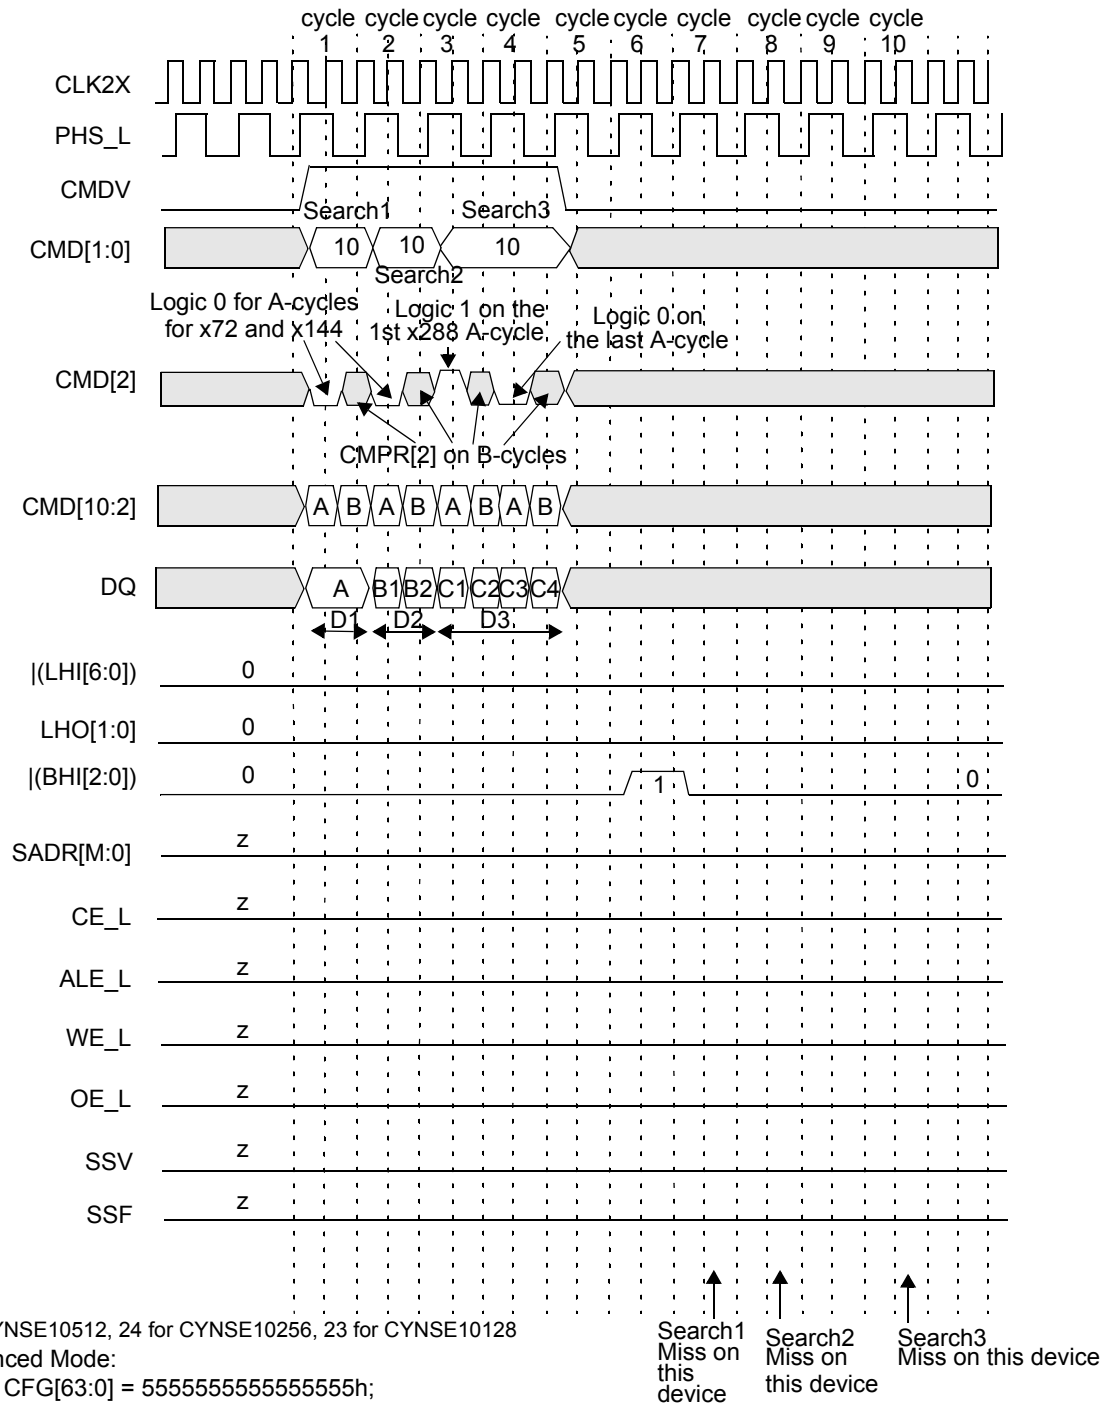 cycle cycle cycle cycle cycle cycle cycle cycle cycle cycle
1 2 3 4 5 6 7 8 9 10
CLK2X
PHS_L
CMDV
Search1 Search3
CMD[1:0] 10 10 10
Search2
Logic 0 for A-cycles
for x72 and x144
Logic 1 on the
1st x288 A-cycle
Logic 0 on
the last A-cycle
CMD[2]
CMPR[2] on B-cycles
CMD[10:2] A B A B A B A B
DQ A B1 B2 C1 C2 C3 C4
D1 D2 D3
|(LHI[6:0]) 0
LHO[1:0] 0
|(BHI[2:0]) 0 1 0
SADR[M:0] z
CE_L z
ALE_L z
WE_L z
OE_L z
SSV z
SSF z
YNSE10512, 24 for CYNSE10256, 23 for CYNSE10128
nced Mode:
CFG[63:0] = 5555555555555555h;
Search1
Miss on
this
device
Search2
Miss on
this device
Search3
Miss on this device